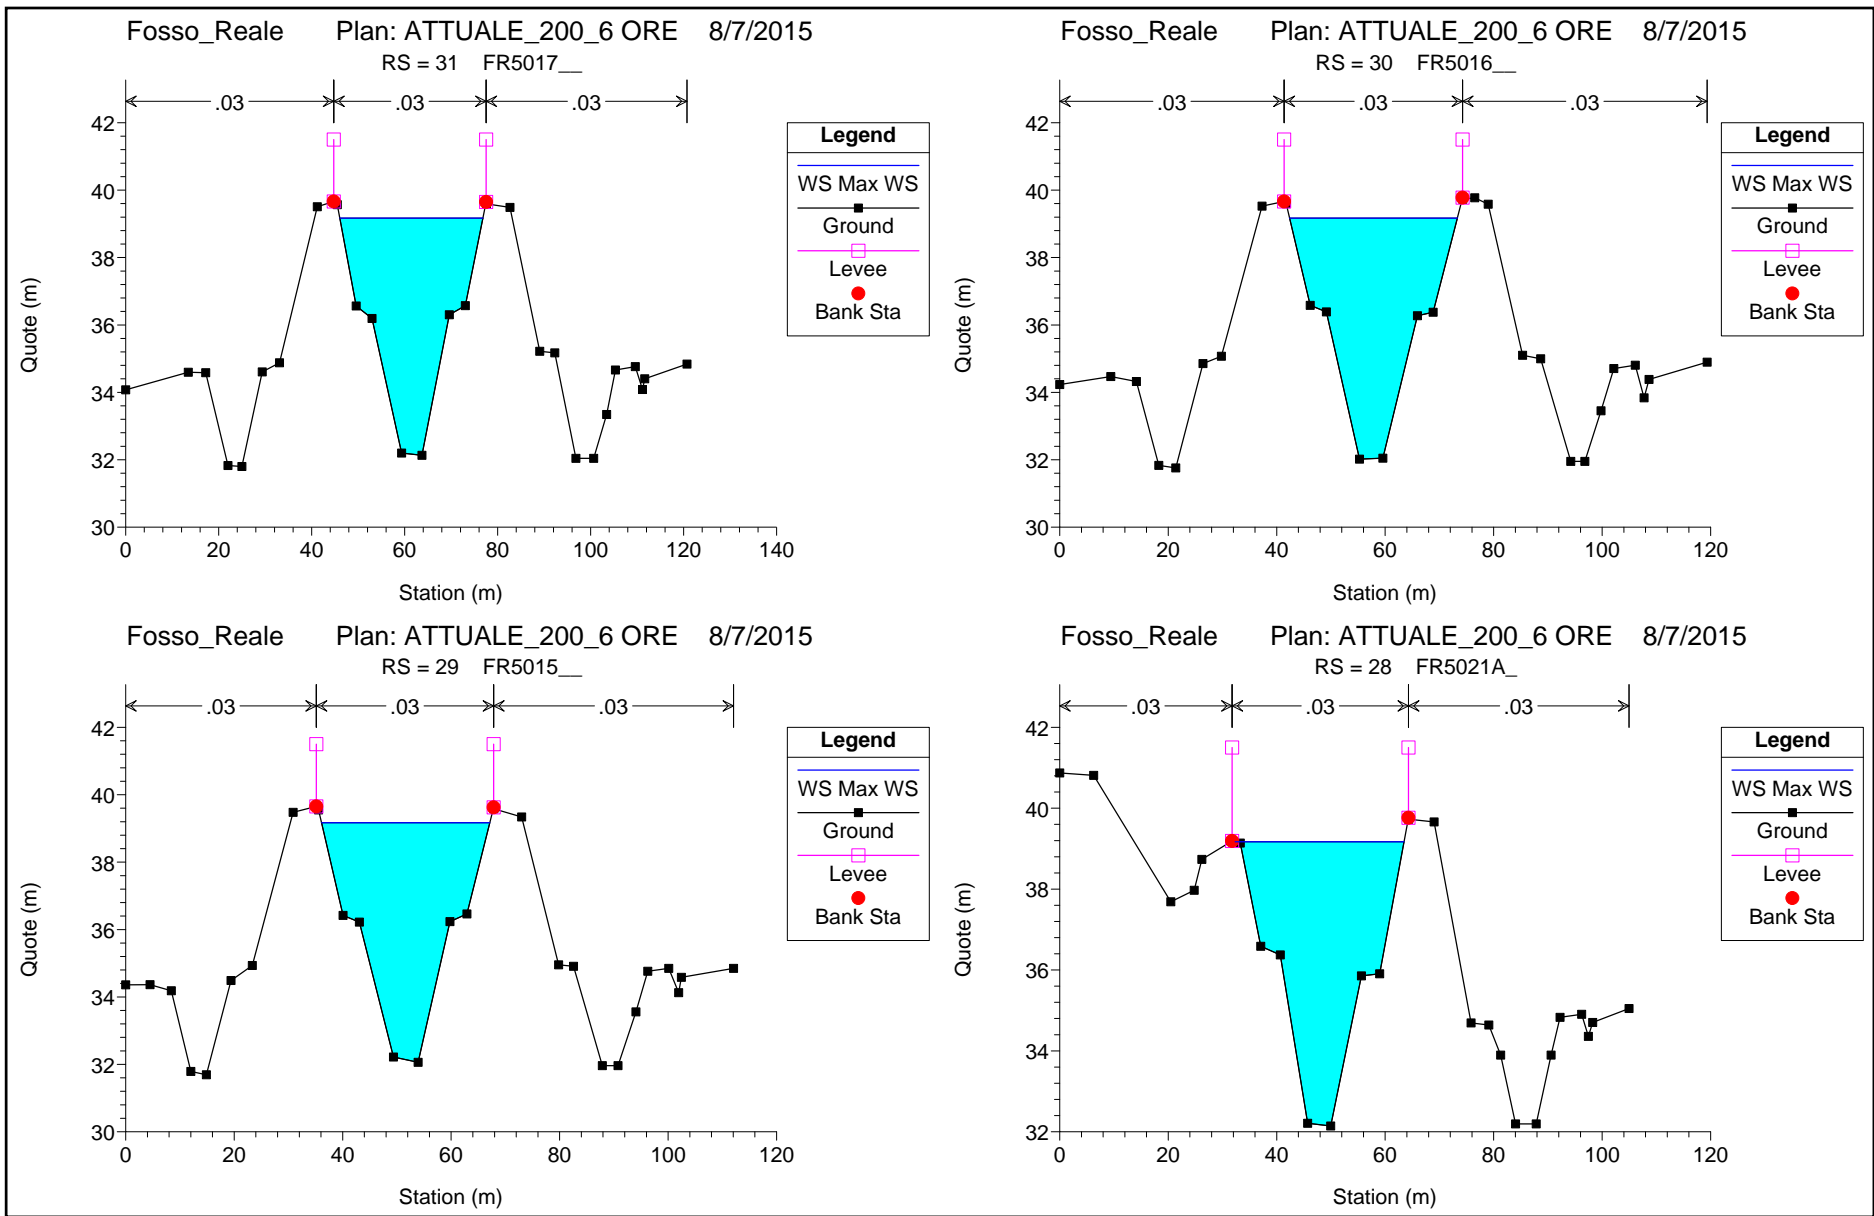 Fosso_Reale Plan: ATTUALE_200_6 ORE 8/7/2015
RS = 31 FR5017__
.03 .03 .03
42
40
38
36
34
32
30
Quote (m)
0 20 40 60 80 100 120 140
Station (m)
Legend
WS Max WS
Ground
Levee
Bank Sta
Fosso_Reale Plan: ATTUALE_200_6 ORE 8/7/2015
RS = 30 FR5016__
.03 .03 .03
42
40
38
36
34
32
30
Quote (m)
0 20 40 60 80 100 120
Station (m)
Legend
WS Max WS
Ground
Levee
Bank Sta
Fosso_Reale Plan: ATTUALE_200_6 ORE 8/7/2015
RS = 29 FR5015__
.03 .03 .03
42
40
38
36
34
32
30
Quote (m)
0 20 40 60 80 100 120
Station (m)
Legend
WS Max WS
Ground
Levee
Bank Sta
Fosso_Reale Plan: ATTUALE_200_6 ORE 8/7/2015
RS = 28 FR5021A_
.03 .03 .03
42
40
38
36
34
32
Quote (m)
0 20 40 60 80 100 120
Station (m)
Legend
WS Max WS
Ground
Levee
Bank Sta